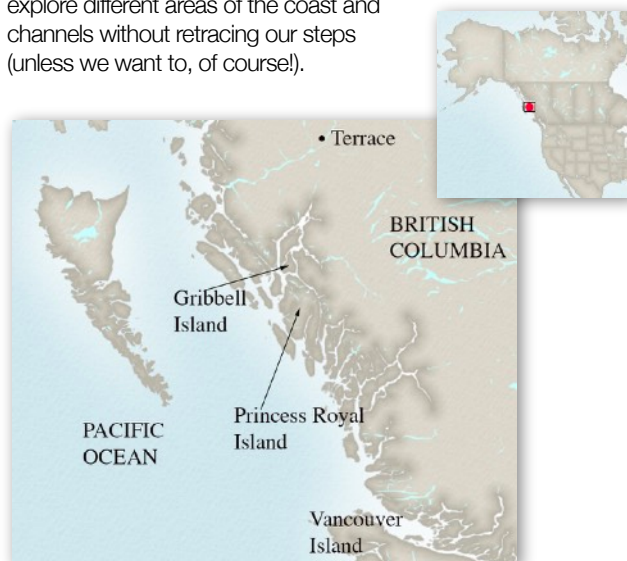 explore different areas of the coast and
channels without retracing our steps
(unless we want to, of course!).
• Terrace
BRITISH
COLUMBIA
Gribbell
Island
Princess Royal
Island
PACIFIC
OCEAN
Vancouver
Island